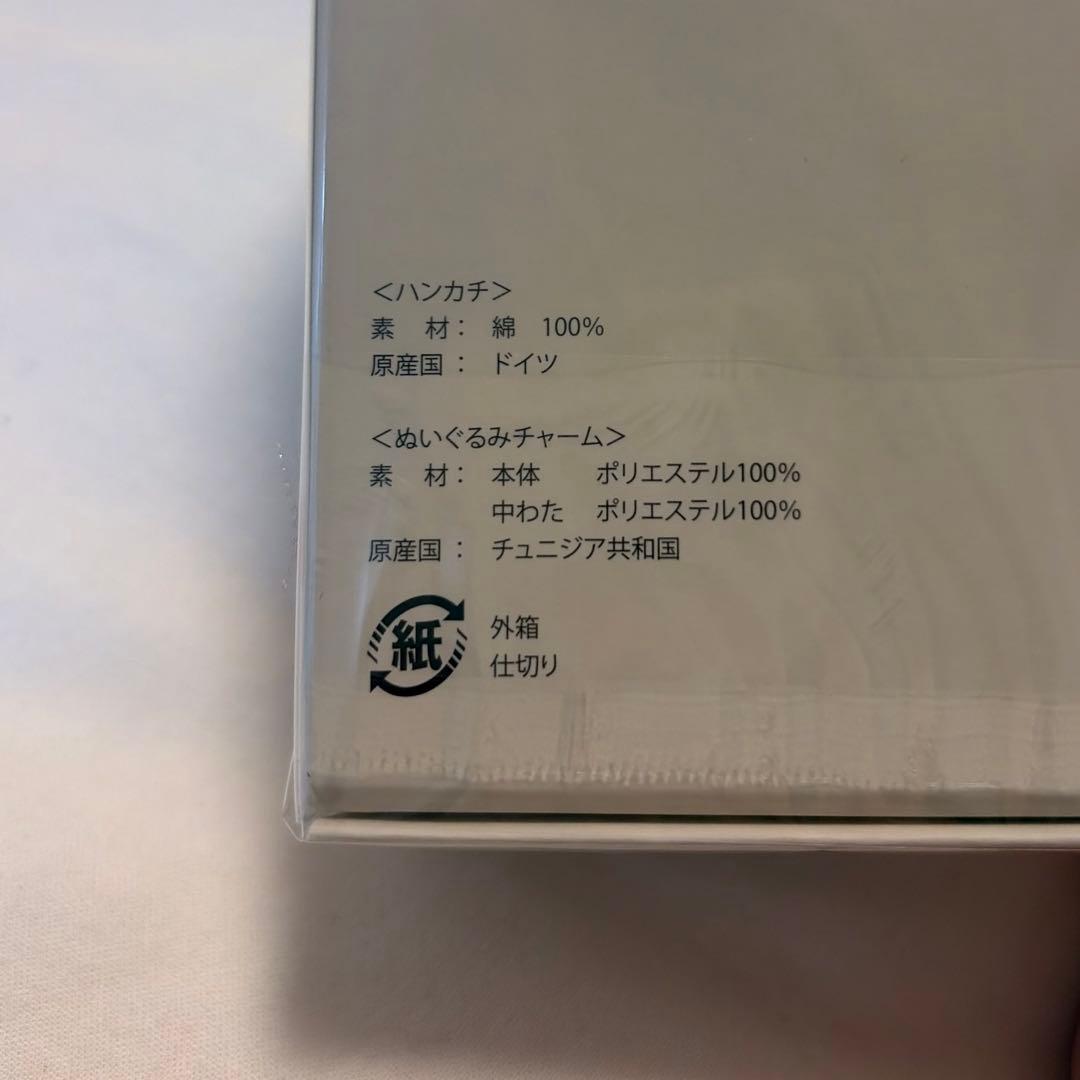 ＜ハンカチ＞
素　材：　綿　100%
原産国：　ドイツ
＜ぬいぐるみチャーム＞
素　材：　本体　　ポリエステル100%
中わた　ポリエステル100%
原産国：　チュニジア共和国
紙
外箱
仕切り